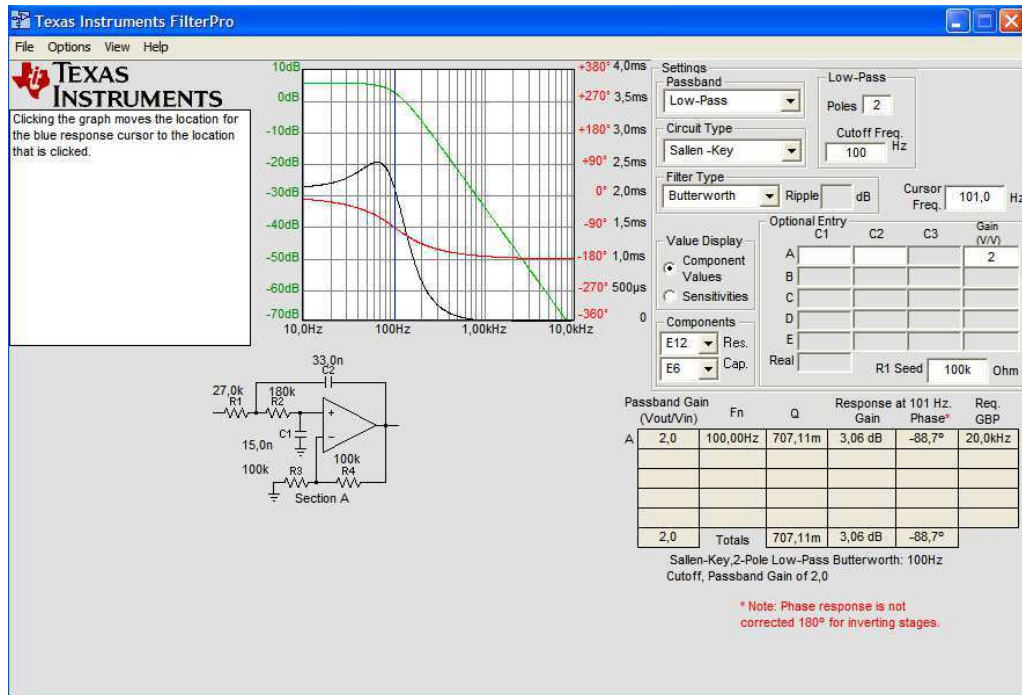 Texas Instruments FilterPro
File Options View Help
TEXAS
INSTRUMENTS
Clicking the graph moves the location for
the blue response cursor to the location
that is clicked.
10dB
0dB
-10dB
-20dB
-30dB
-40dB
-50dB
-60dB
-70dB
10,0Hz 100Hz 1,00kHz 10,0kHz
+380° 4,0ms
+270° 3,5ms
+180° 3,0ms
+90° 2,5ms
0° 2,0ms
-90° 1,5ms
-180° 1,0ms
-270° 500µs
-360° 0
Settings
Passband
Low-Pass
Circuit Type
Sallen -Key
Low-Pass
Poles 2
Cutoff Freq.
100 Hz
Filter Type
Butterworth Ripple dB
Cursor
Freq. 101,0 Hz
Value Display
Component
Values
Sensitivities
Components
E12 Res.
E6 Cap.
Optional Entry
C1 C2 C3 Gain
(V/V)
A 2
B
C
D
E
Real
R1 Seed 100k Ohm
33,0n
C2
27,0k 180k
R1 R2
C1
15,0n
+
-
100k 100k
R3 R4
Section A
Passband Gain
(Vout/Vin) Fn Q Response at 101 Hz.
Gain Phase* Req.
GBP
A 2,0 100,00Hz 707,11m 3,06 dB -88,7° 20,0kHz
2,0 Totals 707,11m 3,06 dB -88,7°
Sallen-Key,2-Pole Low-Pass Butterworth: 100Hz
Cutoff, Passband Gain of 2,0
* Note: Phase response is not
corrected 180° for inverting stages.